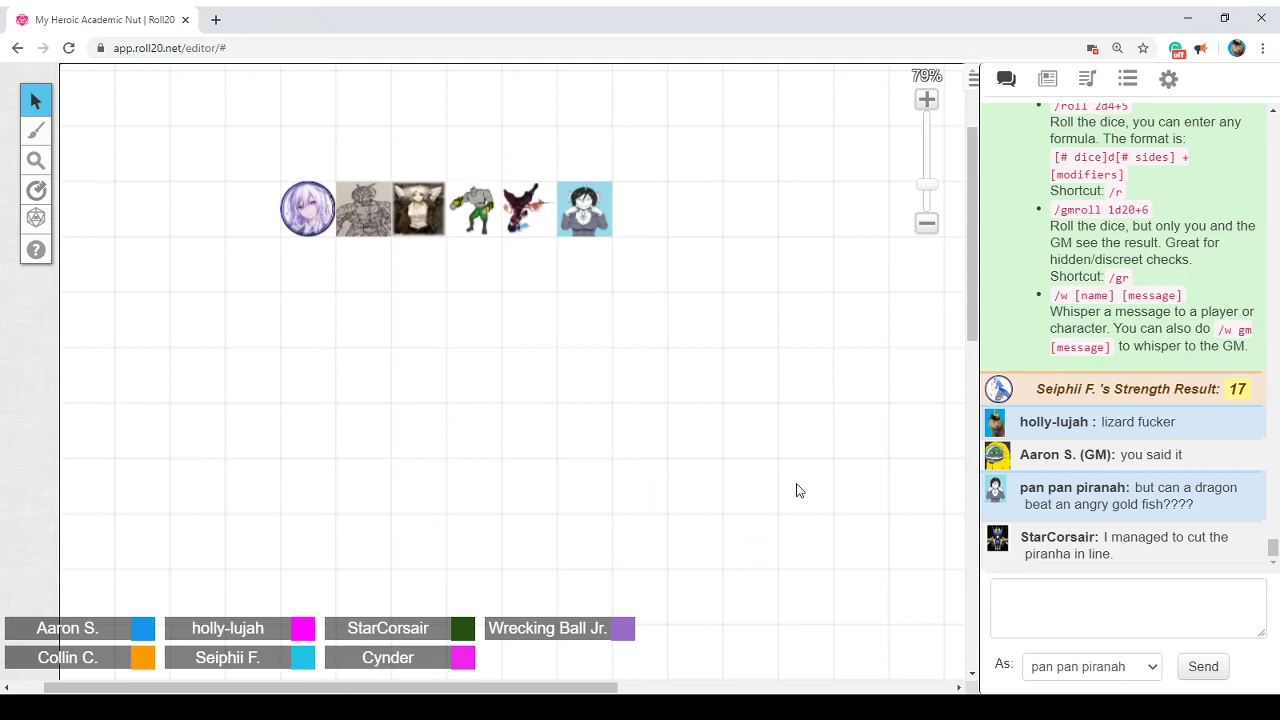 My Heroic Academic Nut | Roll20
app.roll20.net/editor/#
off
79%
/roll 2d4+5
Roll the dice, you can enter any
formula. The format is:
[# dice]d[# sides] +
[modifiers]
Shortcut: /r
/gmroll 1d20+6
Roll the dice, but only you and the
GM see the result. Great for
hidden/discreet checks.
Shortcut: /gr
/w [name] [message]
Whisper a message to a player or
character. You can also do /w gm
[message] to whisper to the GM.
Seiphii F. 's Strength Result: 17
holly-lujah : lizard fucker
Aaron S. (GM): you said it
pan pan piranah: but can a dragon
beat an angry gold fish????
StarCorsair: I managed to cut the
piranha in line.
Aaron S.
holly-lujah
StarCorsair
Wrecking Ball Jr.
Collin C.
Seiphii F.
Cynder
As:
pan pan piranah
Send